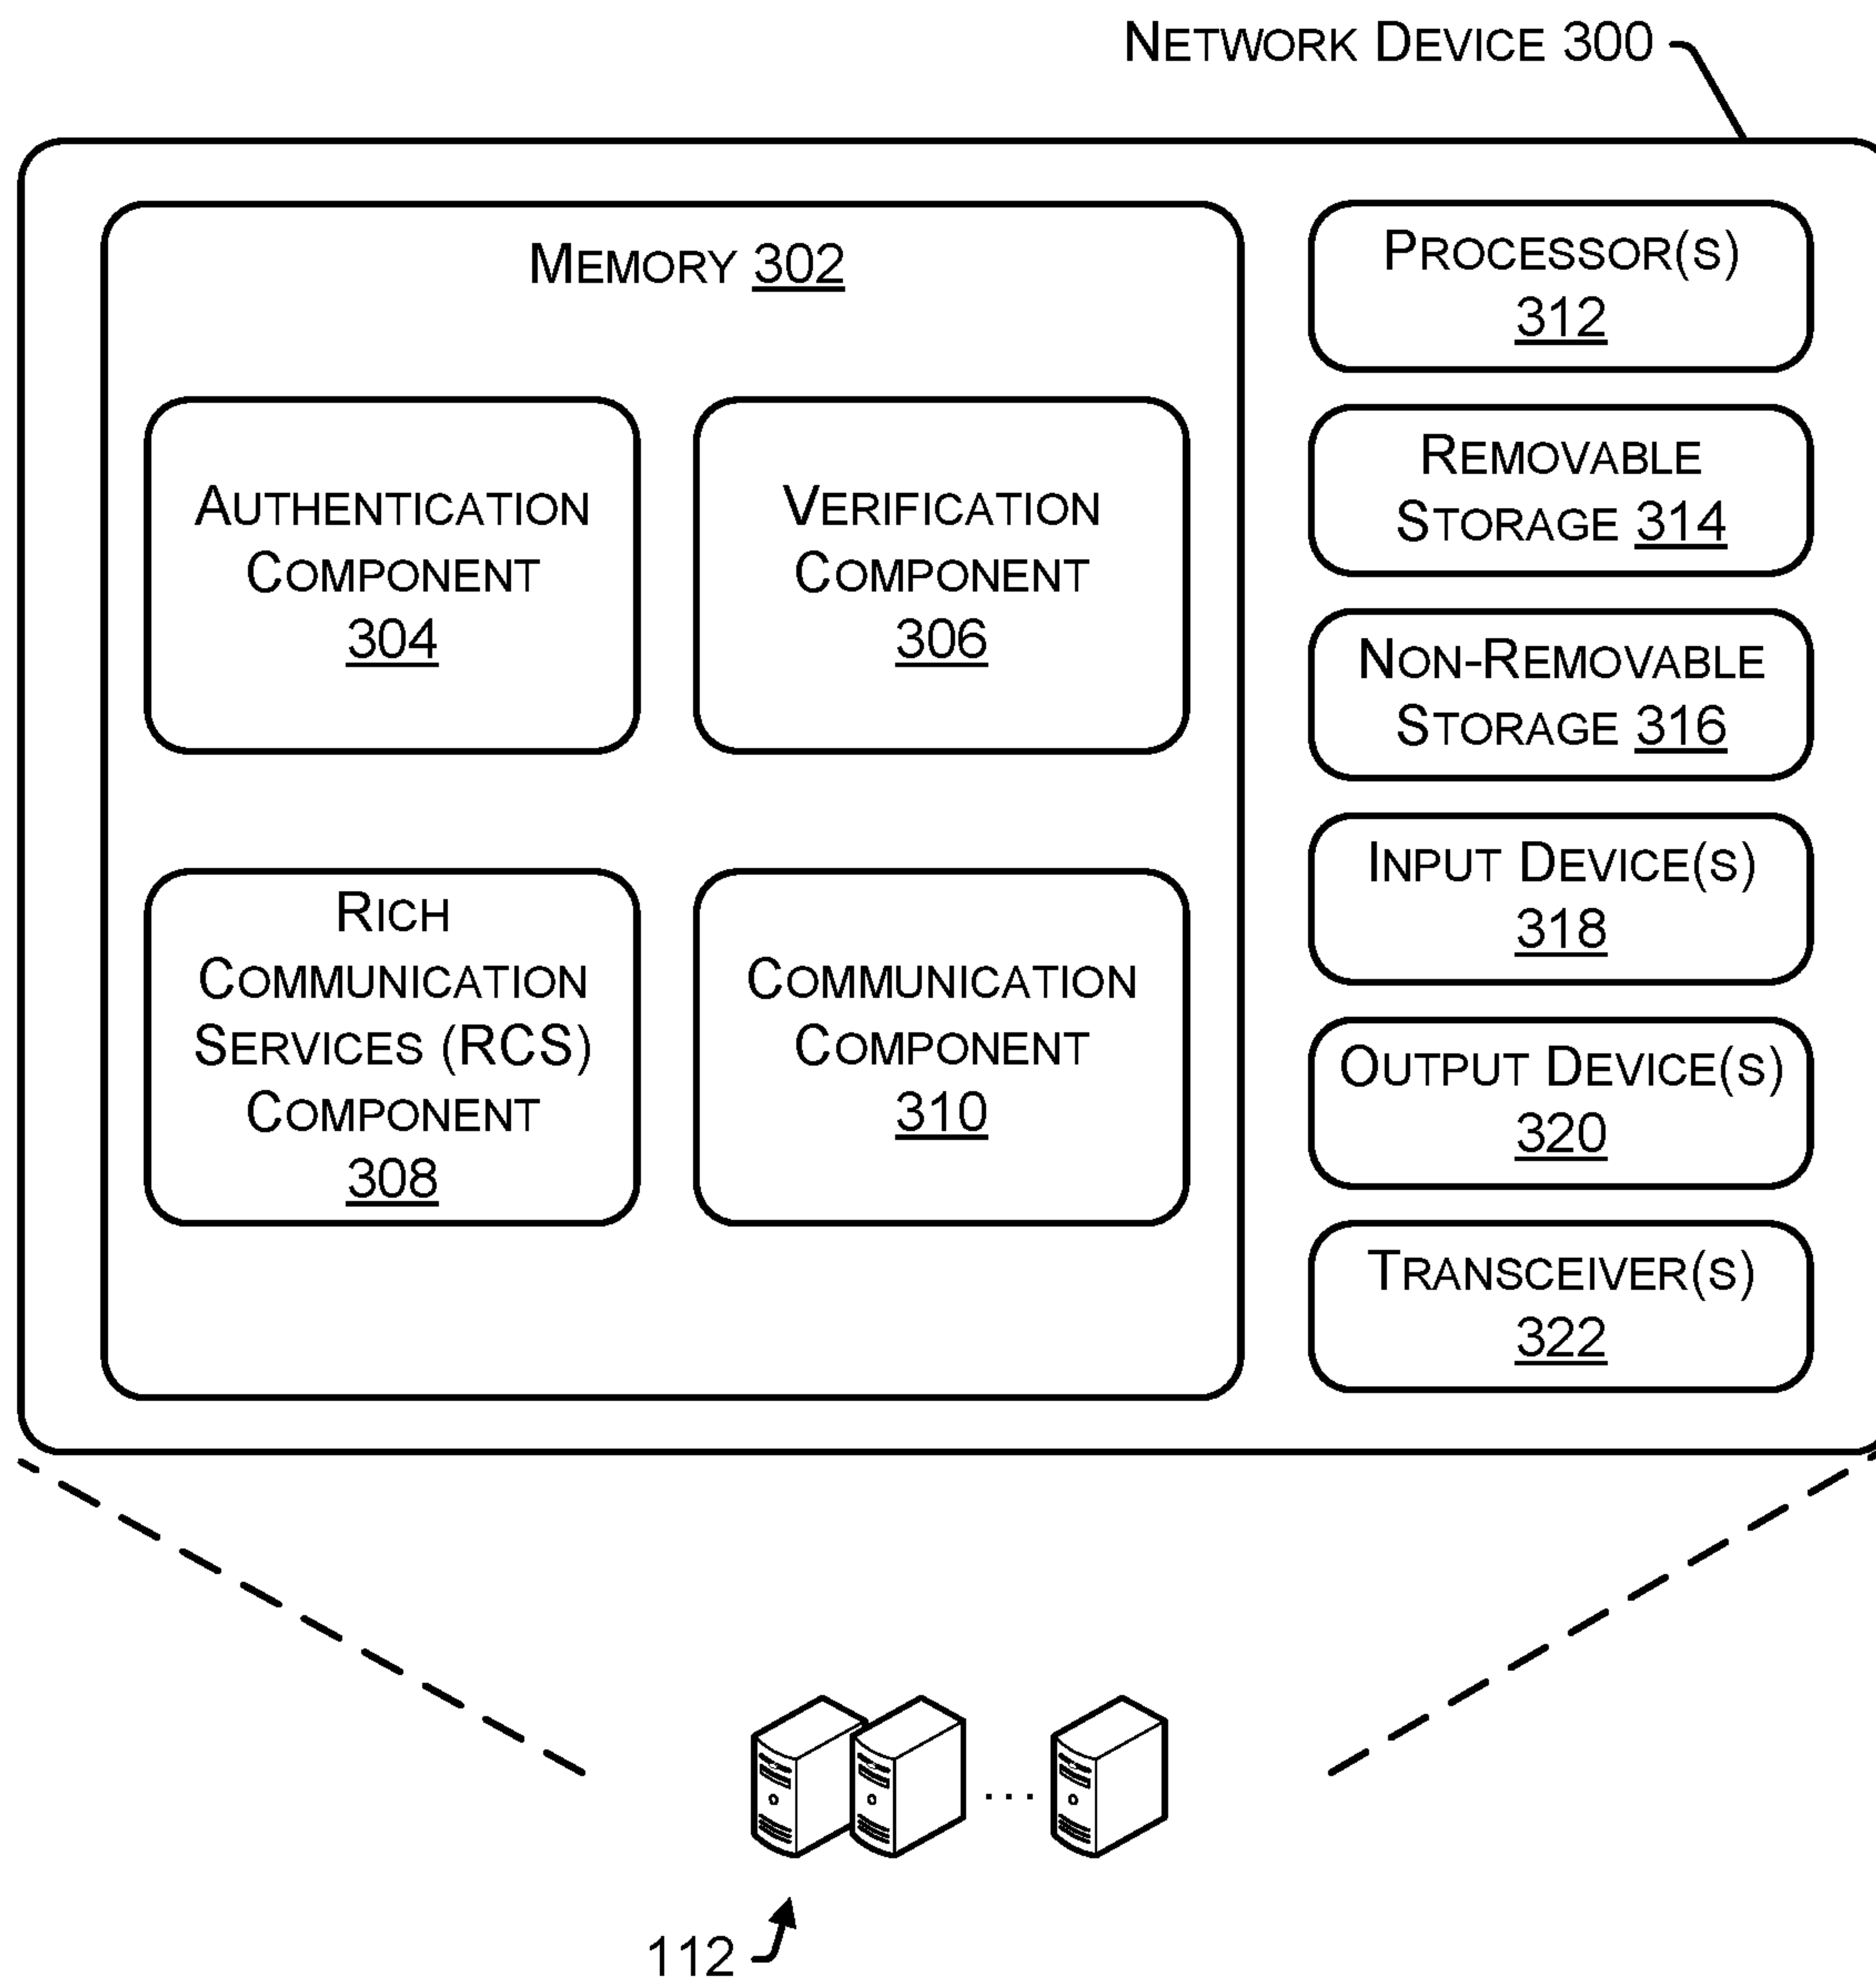 NETWORK DEVICE 300
MEMORY 302
AUTHENTICATION
COMPONENT
304
VERIFICATION
COMPONENT
306
RICH
COMMUNICATION
SERVICES (RCS)
COMPONENT
308
COMMUNICATION
COMPONENT
310
PROCESSOR(S)
312
REMOVABLE
STORAGE 314
NON-REMOVABLE
STORAGE 316
INPUT DEVICE(S)
318
OUTPUT DEVICE(S)
320
TRANSCEIVER(S)
322
...
112